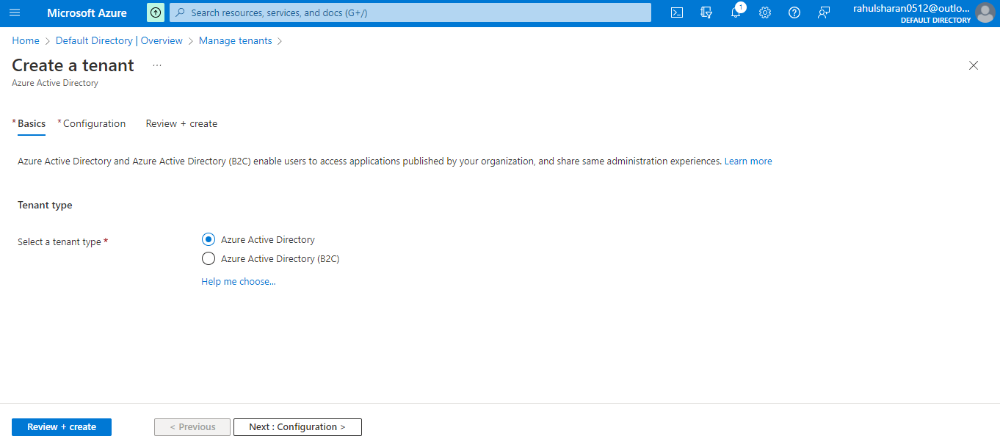 Microsoft Azure
Search resources, services, and docs (G+/)
1
rahulsharan0512@outlo...
DEFAULT DIRECTORY
Home > Default Directory | Overview > Manage tenants >
Create a tenant ...
Azure Active Directory
* Basics * Configuration Review + create
Azure Active Directory and Azure Active Directory (B2C) enable users to access applications published by your organization, and share same administration experiences. Learn more
Tenant type
Select a tenant type *
Azure Active Directory
Azure Active Directory (B2C)
Help me choose...
Review + create
< Previous
Next : Configuration >